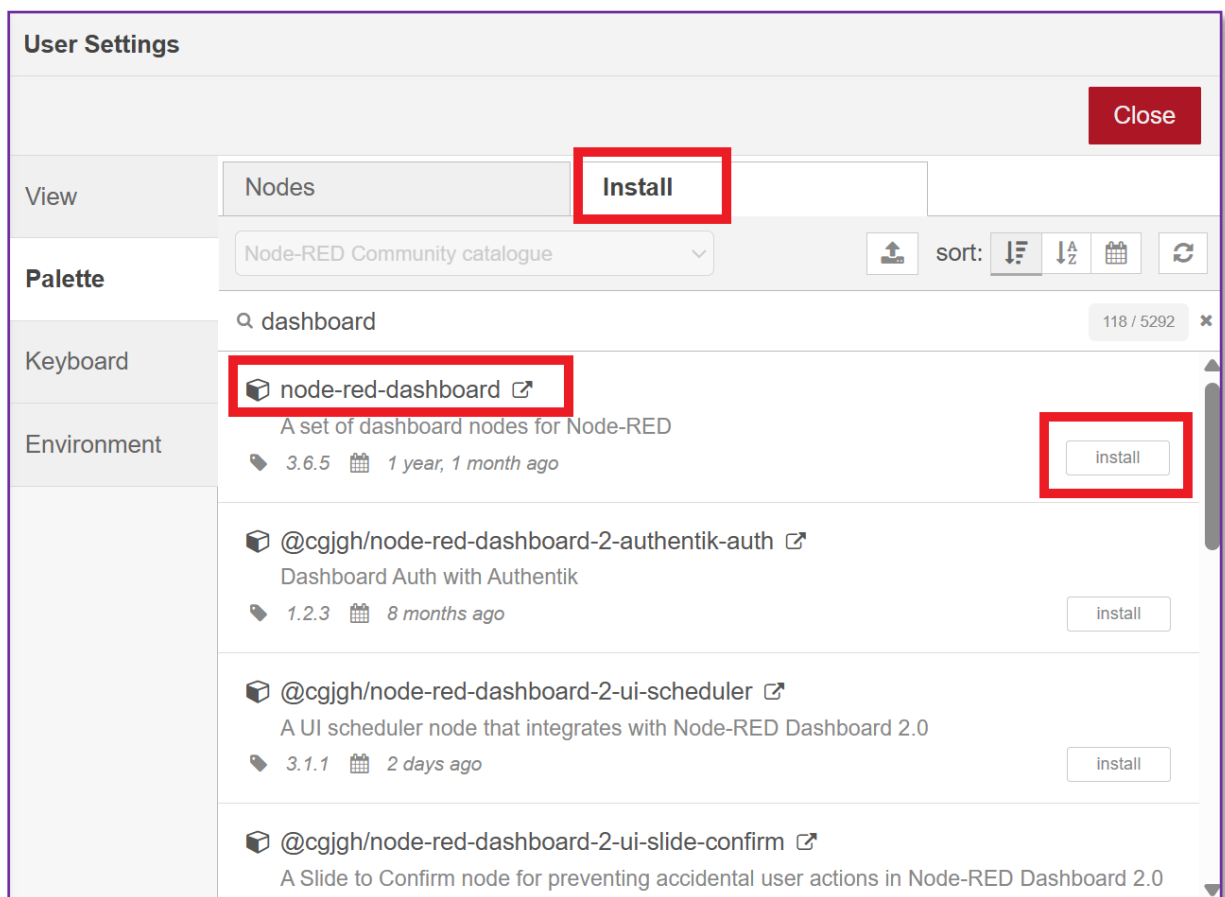 User Settings
Close
View
Palette
Keyboard
Environment
Nodes
Install
Node-RED Community catalogue
sort:
dashboard
118 / 5292
node-red-dashboard
A set of dashboard nodes for Node-RED
3.6.5 1 year, 1 month ago
install
@cgjgh/node-red-dashboard-2-authentik-auth
Dashboard Auth with Authentik
1.2.3 8 months ago
install
@cgjgh/node-red-dashboard-2-ui-scheduler
A UI scheduler node that integrates with Node-RED Dashboard 2.0
3.1.1 2 days ago
install
@cgjgh/node-red-dashboard-2-ui-slide-confirm
A Slide to Confirm node for preventing accidental user actions in Node-RED Dashboard 2.0